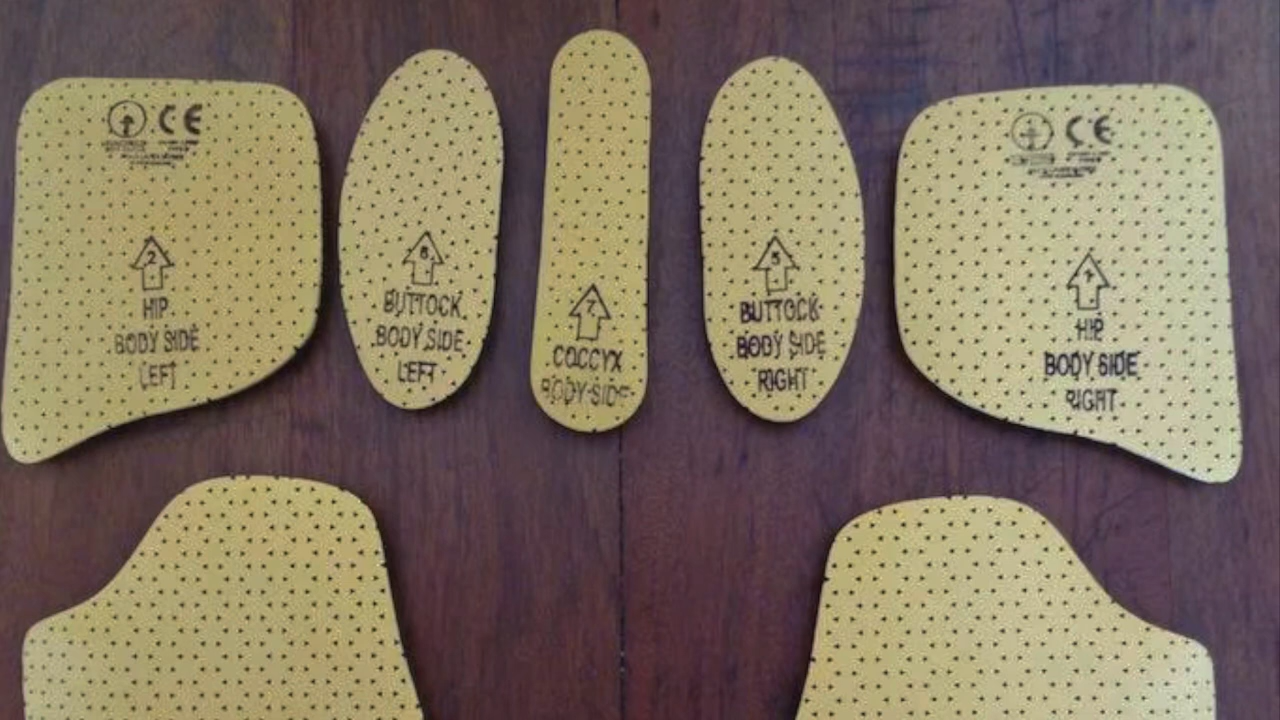 CE
2
HIP
BODY SIDE
LEFT
6
BUTTOCK
BODY SIDE
LEFT
7
COCCYX
BODY SIDE
5
BUTTOCK
BODY SIDE
RIGHT
CE
1
HIP
BODY SIDE
RIGHT